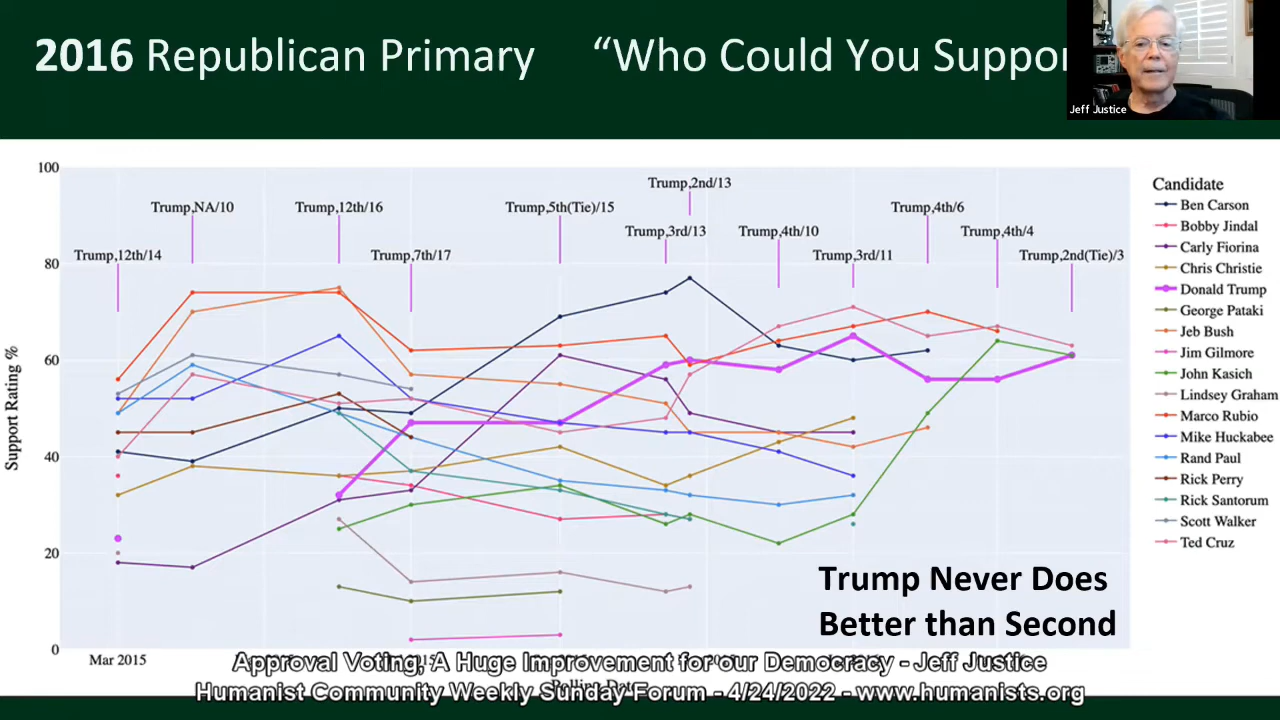 2016 Republican Primary “Who Could You Suppor
Jeff Justice
100
80
60
40
20
0
Support Rating %
Trump,12th/14
Trump,NA/10
Trump,12th/16
Trump,7th/17
Trump,5th(Tie)/15
Trump,3rd/13
Trump,2nd/13
Trump,4th/10
Trump,3rd/11
Trump,4th/6
Trump,4th/4
Trump,2nd(Tie)/3
Candidate
Ben Carson
Bobby Jindal
Carly Fiorina
Chris Christie
Donald Trump
George Pataki
Jeb Bush
Jim Gilmore
John Kasich
Lindsey Graham
Marco Rubio
Mike Huckabee
Rand Paul
Rick Perry
Rick Santorum
Scott Walker
Ted Cruz
Trump Never Does
Better than Second
Mar 2015
Approval Voting, A Huge Improvement for our Democracy - Jeff Justice
Humanist Community Weekly Sunday Forum - 4/24/2022 - www.humanists.org